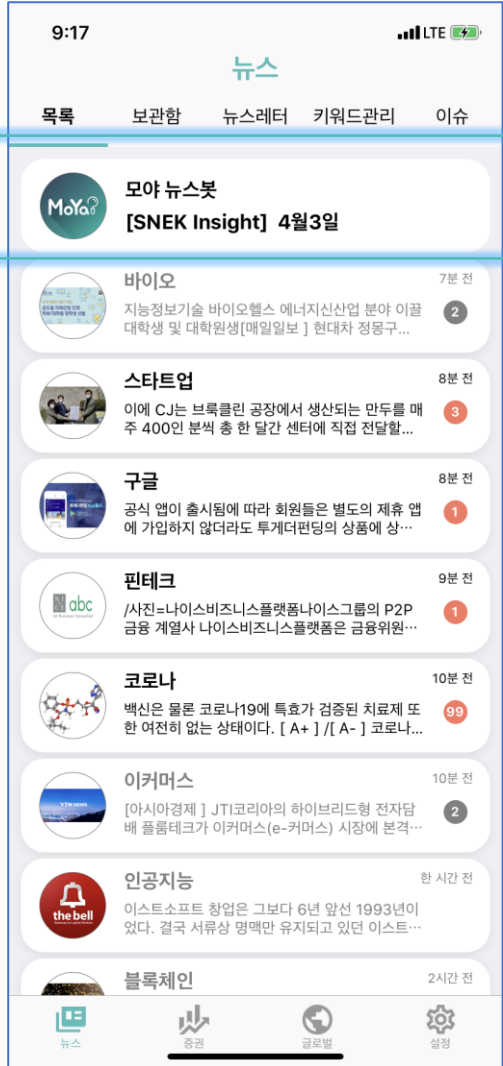 9:17
LTE
뉴스
목록 보관함 뉴스레터 키워드관리 이슈
MoYa
모야 뉴스봇
[SNEK Insight] 4월3일
바이오 7분 전
지능정보기술 바이오헬스 에너지신산업 분야 이끌
대학생 및 대학원생[매일일보 ] 현대차 정몽구...
2
스타트업 8분 전
이에 CJ는 브룩클린 공장에서 생산되는 만두를 매
주 400인 분씩 총 한 달간 센터에 직접 전달할...
3
구글 8분 전
공식 앱이 출시됨에 따라 회원들은 별도의 제휴 앱
에 가입하지 않더라도 투게더펀딩의 상품에 상…
1
핀테크 9분 전
abc
/사진=나이스비즈니스플랫폼나이스그룹의 P2P
금융 계열사 나이스비즈니스플랫폼은 금융위원…
1
코로나 10분 전
백신은 물론 코로나19에 특효가 검증된 치료제 또
한 여전히 없는 상태이다. [ A+ ] /[ A- ] 코로나...
99
이커머스 10분 전
YTN NEWS
[아시아경제 ] JTI코리아의 하이브리드형 전자담
배 플룸테크가 이커머스(e-커머스) 시장에 본격…
2
인공지능 한 시간 전
the bell
이스트소프트 창업은 그보다 6년 앞선 1993년이
었다. 결국 서류상 명맥만 유지되고 있던 이스트…
블록체인 2시간 전
뉴스 증권 글로벌 설정